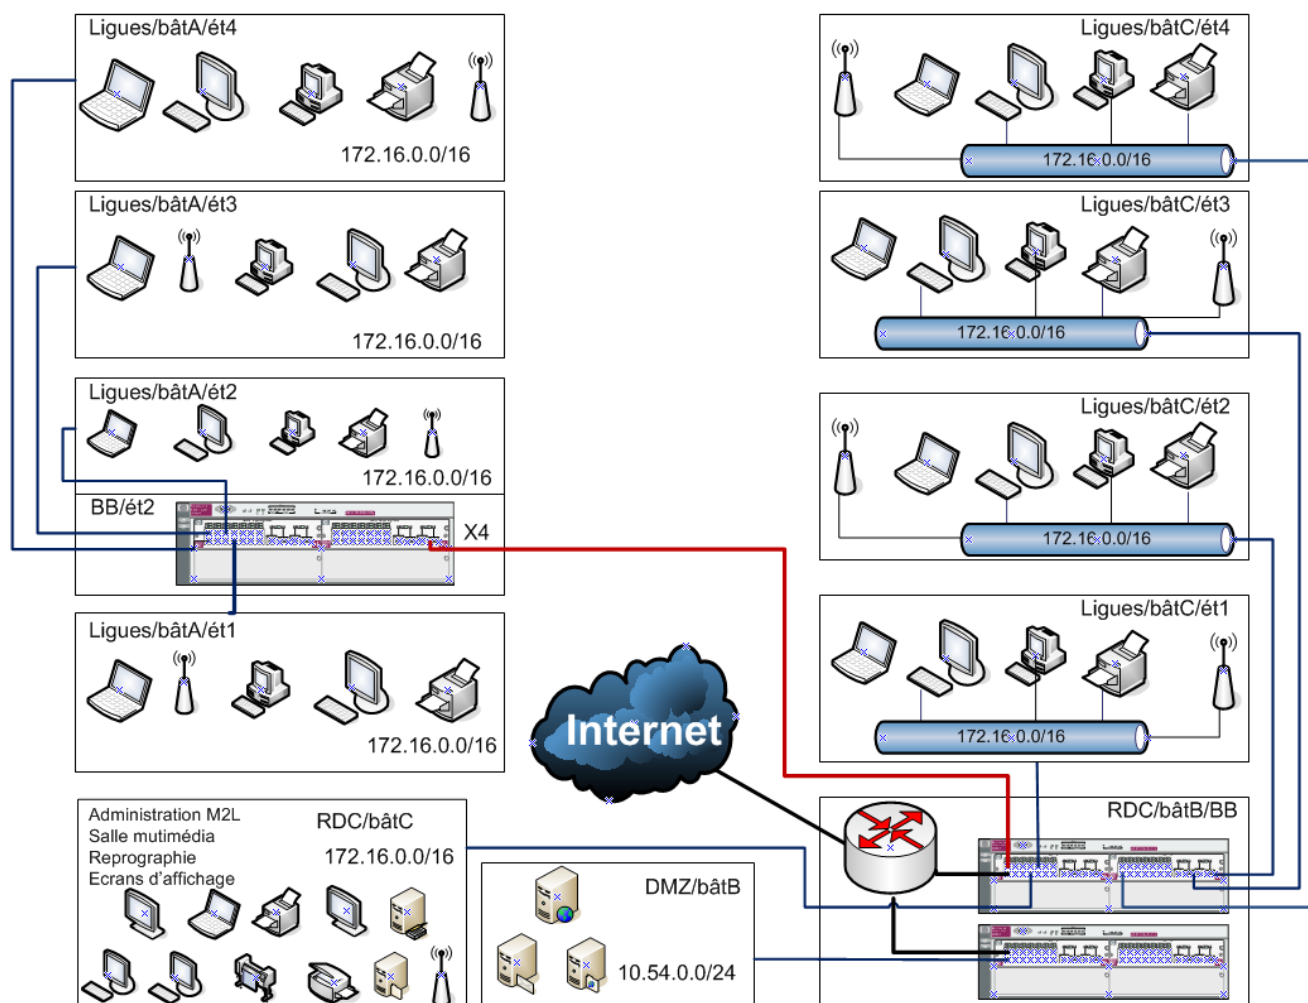 Ligues/bâtA/ét4
172.16.0.0/16
Ligues/bâtA/ét3
172.16.0.0/16
Ligues/bâtA/ét2
172.16.0.0/16
BB/ét2
X4
Ligues/bâtA/ét1
172.16.0.0/16
Administration M2L
Salle mutimédia
Reprographie
Ecrans d'affichage
RDC/bâtC
172.16.0.0/16
Internet
DMZ/bâtB
10.54.0.0/24
Ligues/bâtC/ét4
172.16.0.0/16
Ligues/bâtC/ét3
172.16.0.0/16
Ligues/bâtC/ét2
172.16.0.0/16
Ligues/bâtC/ét1
172.16.0.0/16
RDC/bâtB/BB